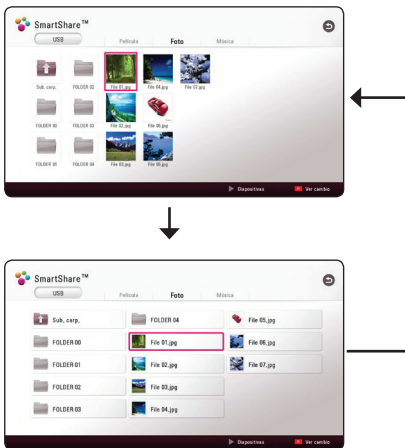 SmartShare™
USB
Película Foto Música
Sub. carp. FOLDER 02 File 01.jpg File 04.jpg File 07.jpg
FOLDER 00 FOLDER 03 File 02.jpg File 05.jpg
FOLDER 01 FOLDER 04 File 03.jpg File 06.jpg
Diapositivas Ver cambio
SmartShare™
USB
Película Foto Música
Sub. carp. FOLDER 04 File 05.jpg
FOLDER 00 File 01.jpg File 06.jpg
FOLDER 01 File 02.jpg File 07.jpg
FOLDER 02 File 03.jpg
FOLDER 03 File 04.jpg
Diapositivas Ver cambio